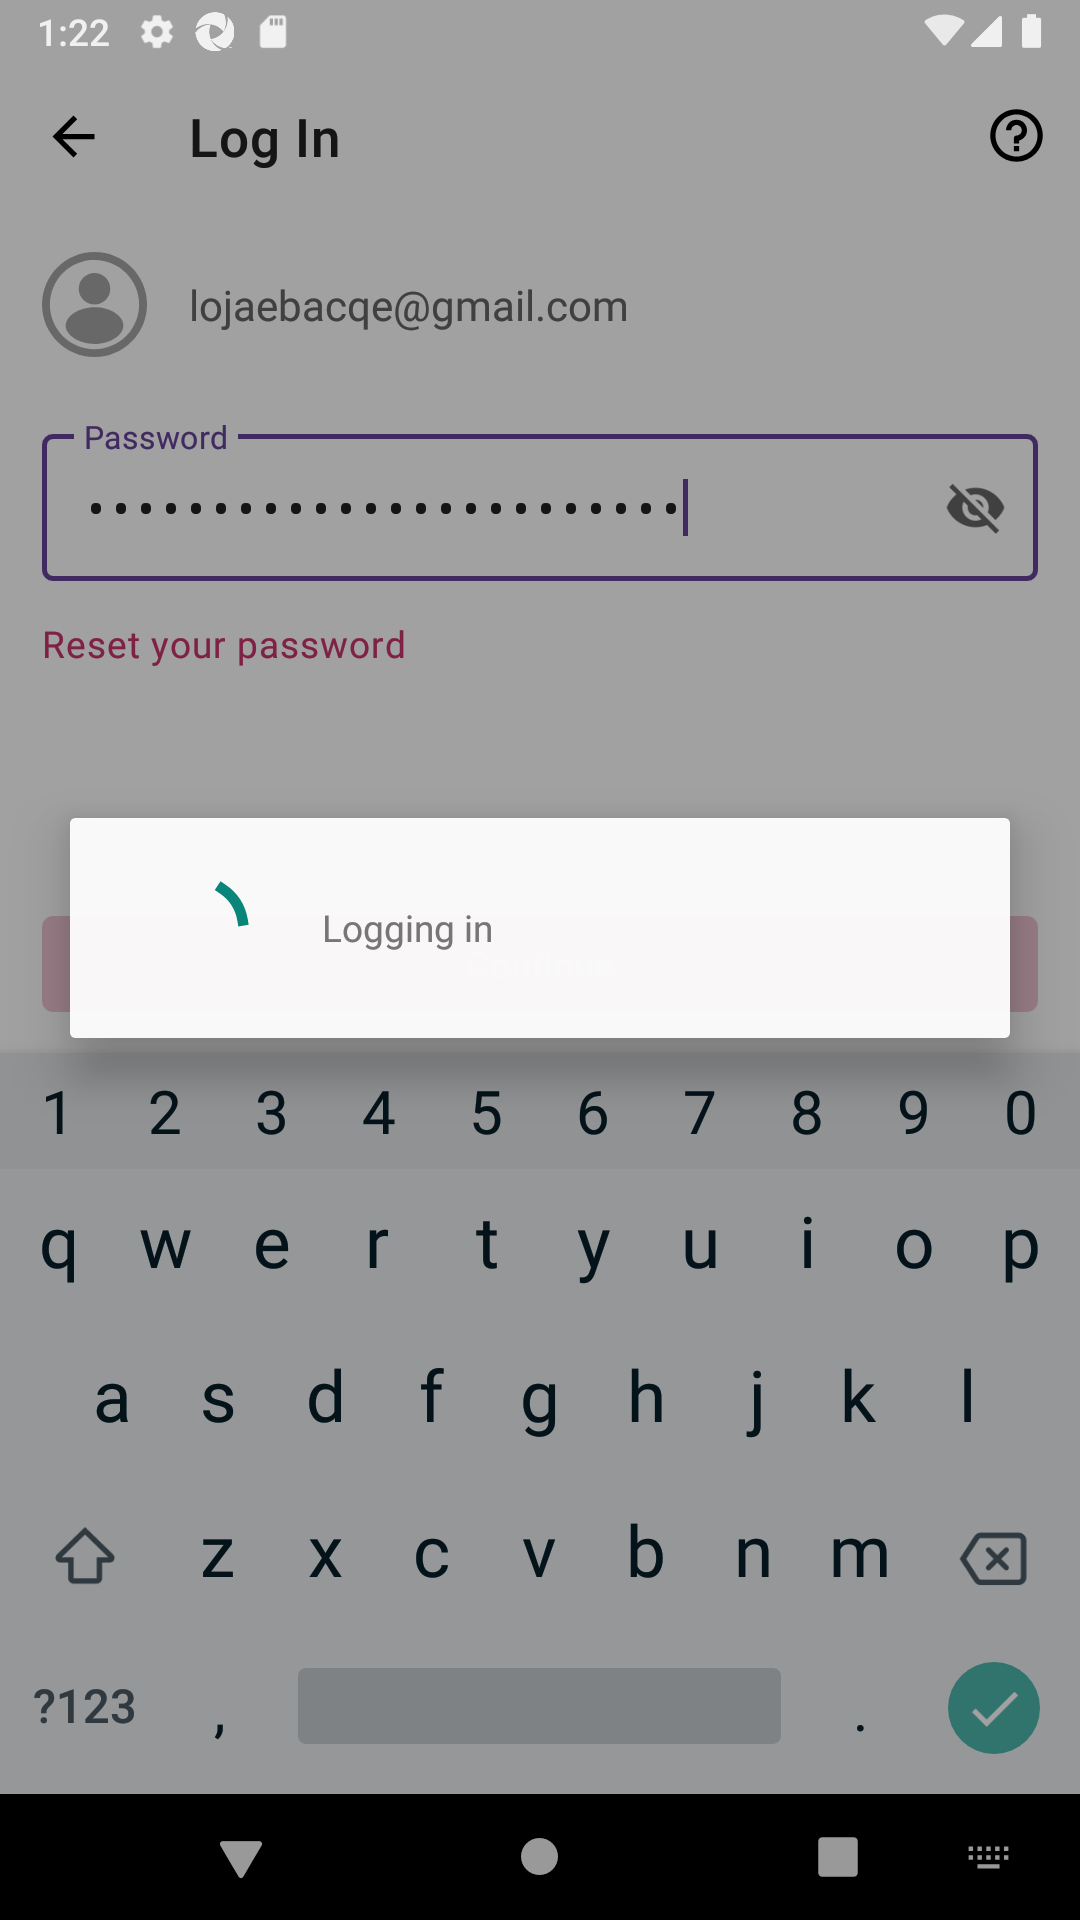 1:22
Log In
lojaebacqe@gmail.com
Password
••••••••••••••••••••••••
Reset your password
Logging in
1 2 3 4 5 6 7 8 9 0
q w e r t y u i o p
a s d f g h j k l
z x c v b n m
?123 , .